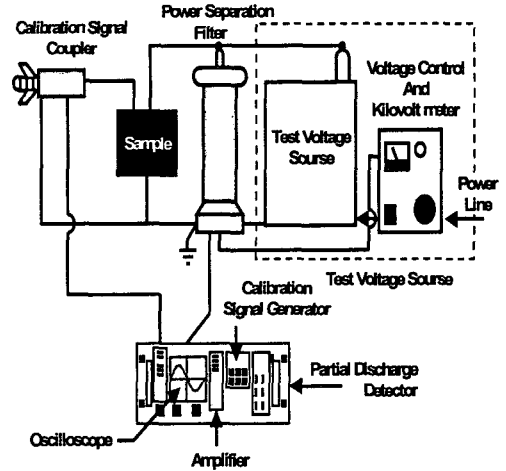 Power Separation
Filter
Calibration Signal
Coupler
Voltage Control
And
Kilovolt meter
Test Voltage
Sourse
Sample
Power
Line
Test Voltage Sourse
Calibration
Signal Generator
Partial Discharge
Detector
Oscilloscope
Amplifier